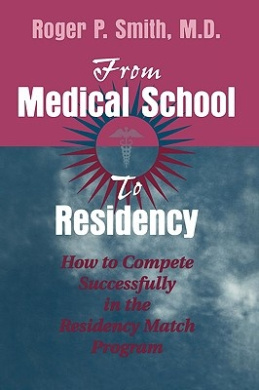 Roger P. Smith, M.D.
From
Medical School
To
Residency
How to Compete
Successfully
in the
Residency Match
Program